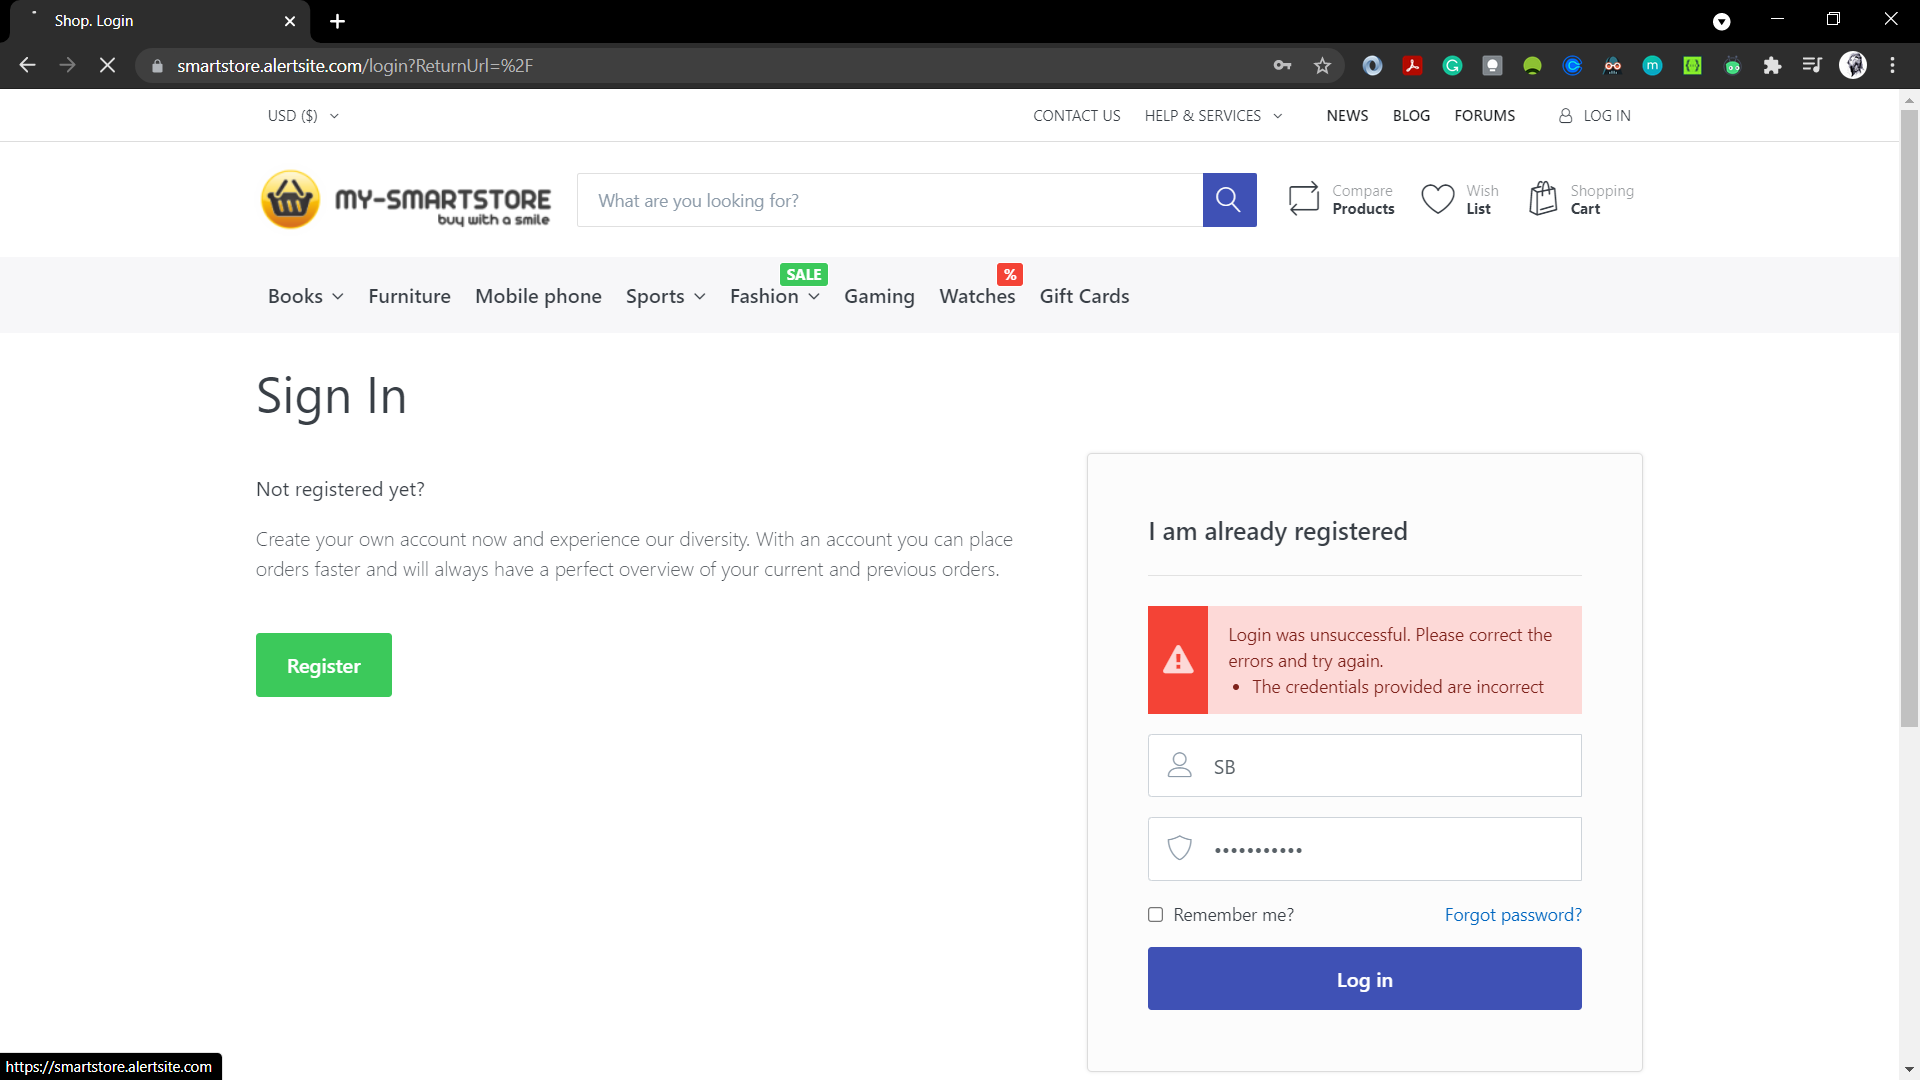 Shop. Login
smartstore.alertsite.com/login?ReturnUrl=%2F
USD ($)
CONTACT US
HELP & SERVICES
NEWS
BLOG
FORUMS
LOG IN
MY-SMARTSTORE
buy with a smile
What are you looking for?
Compare
Products
Wish
List
Shopping
Cart
SALE
%
Books
Furniture
Mobile phone
Sports
Fashion
Gaming
Watches
Gift Cards
Sign In
Not registered yet?
Create your own account now and experience our diversity. With an account you can place
orders faster and will always have a perfect overview of your current and previous orders.
Register
I am already registered
Login was unsuccessful. Please correct the
errors and try again.
• The credentials provided are incorrect
SB
•••••••••••
Remember me?
Forgot password?
Log in
https://smartstore.alertsite.com